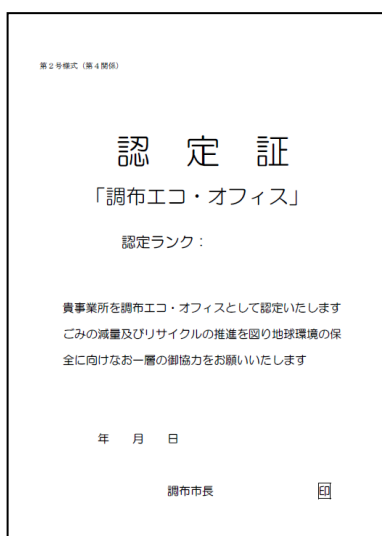 第２号様式（第４関係）
認　定　証
「調布エコ・オフィス」
認定ランク：
貴事業所を調布エコ・オフィスとして認定いたします
ごみの減量及びリサイクルの推進を図り地球環境の保
全に向けなお一層の御協力をお願いいたします
年　月　日
調布市長　印